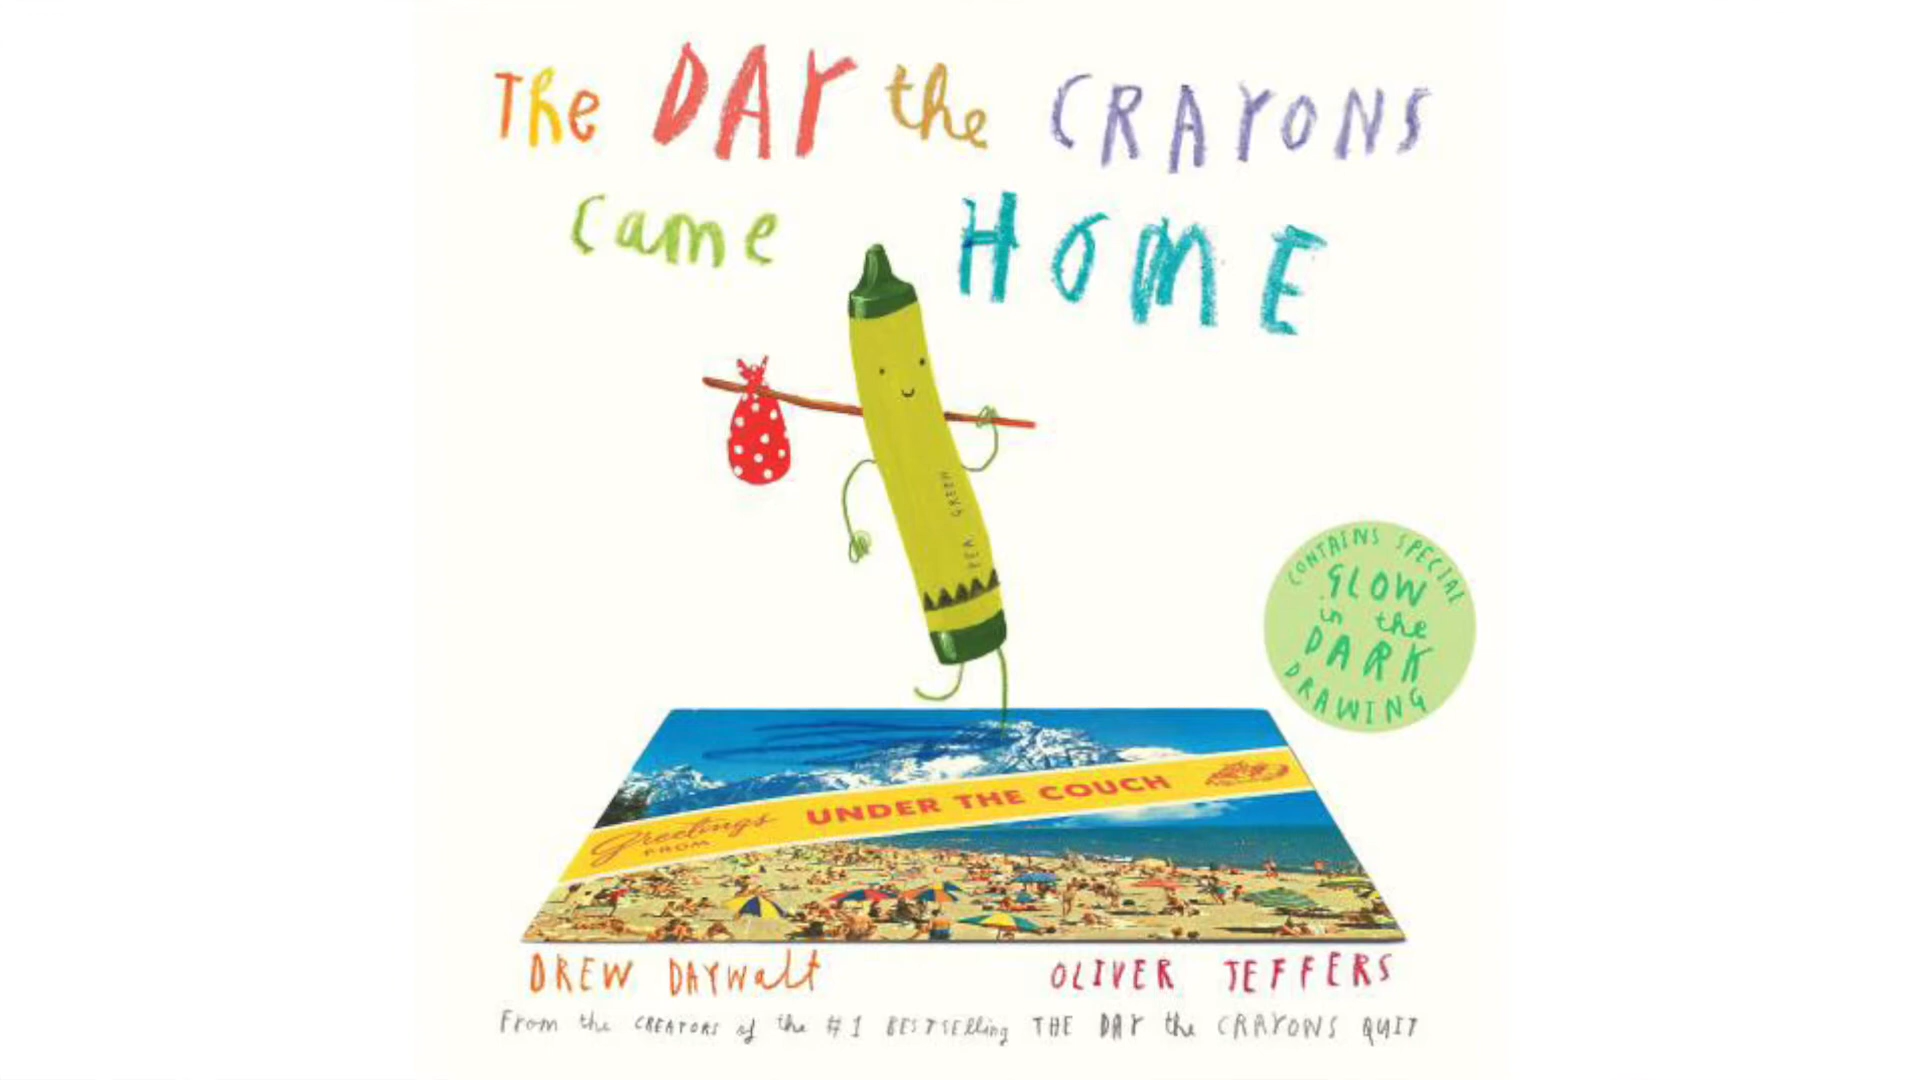 The DAY the CRAYONS
came HOME
PEA GREEN
CONTAINS SPECIAL
GLOW
in the
DARK
DRAWING
Greetings
FROM
UNDER THE COUCH
DREW DAYWALT
OLIVER JEFFERS
From the CREATORS of the #1 BESTSELLING THE DAY the CRAYONS QUIT